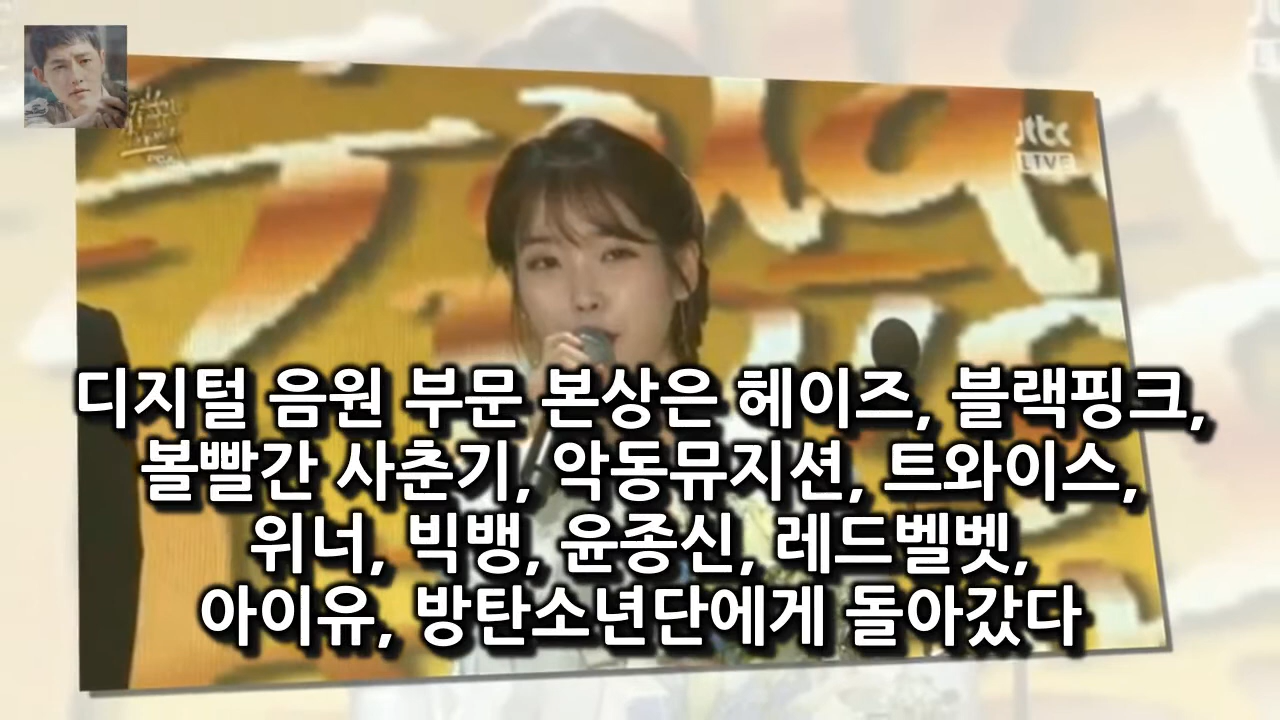 jtbc
LIVE
디지털 음원 부문 본상은 헤이즈, 블랙핑크,
볼빨간 사춘기, 악동뮤지션, 트와이스,
위너, 빅뱅, 윤종신, 레드벨벳,
아이유, 방탄소년단에게 돌아갔다